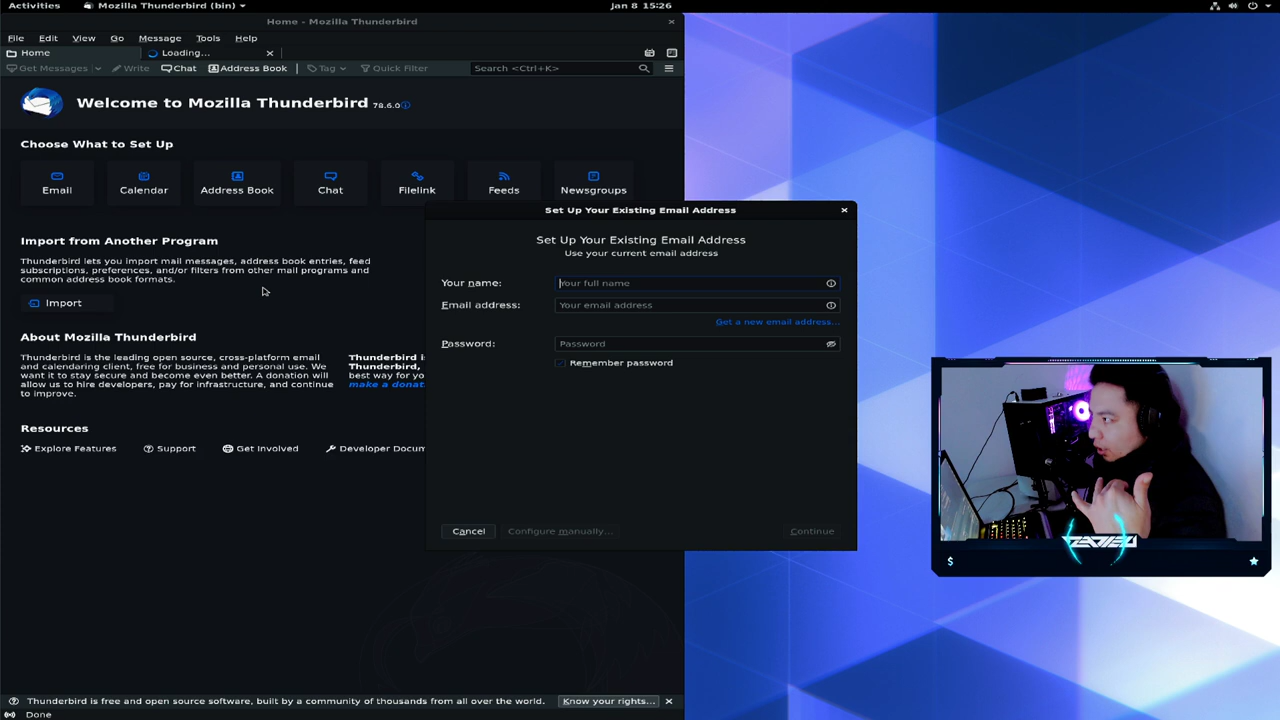 Activities
Mozilla Thunderbird (bin)
Jan 8 15:26
Home - Mozilla Thunderbird
File Edit View Go Message Tools Help
Home
Loading...
Get Messages Write Chat Address Book Tag Quick Filter Search <Ctrl+K>
Welcome to Mozilla Thunderbird 78.6.0
Choose What to Set Up
Email Calendar Address Book Chat Filelink Feeds Newsgroups
Import from Another Program
Thunderbird lets you import mail messages, address book entries, feed
subscriptions, preferences, and/or filters from other mail programs and
common address book formats.
Import
About Mozilla Thunderbird
Thunderbird is the leading open source, cross-platform email
and calendaring client, free for business and personal use. We
want it to stay secure and become even better. A donation will
allow us to hire developers, pay for infrastructure, and continue
to improve.
Thunderbird i
Thunderbird,
best way for yo
make a donat
Resources
Explore Features Support Get Involved Developer Docum
Set Up Your Existing Email Address
Set Up Your Existing Email Address
Use your current email address
Your name: Your full name
Email address: Your email address
Get a new email address...
Password: Password
Remember password
Cancel Configure manually... Continue
$
Thunderbird is free and open source software, built by a community of thousands from all over the world. Know your rights...
Done